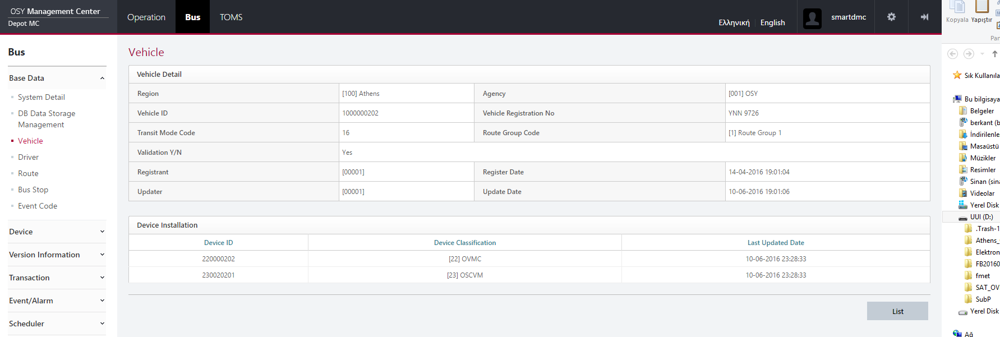 OSY Management Center
Depot MC
Operation
Bus
TOMS
Ελληνική
English
smartdmc
Bus
Base Data
System Detail
DB Data Storage
Management
Vehicle
Driver
Route
Bus Stop
Event Code
Device
Version Information
Transaction
Event/Alarm
Scheduler
Vehicle
Vehicle Detail
Region [100] Athens Agency [001] OSY
Vehicle ID 1000000202 Vehicle Registration No YNN 9726
Transit Mode Code 16 Route Group Code [1] Route Group 1
Validation Y/N Yes
Registrant [00001] Register Date 14-04-2016 19:01:04
Updater [00001] Update Date 10-06-2016 19:01:06
Device Installation
Device ID Device Classification Last Updated Date
220000202 [22] OVMC 10-06-2016 23:28:33
230020201 [23] OSCVM 10-06-2016 23:28:33
List
Kopyala Yapıştır
Par
Sık Kullanıla
Bu bilgisaya
Belgeler
berkant (b
İndirilenle
Masaüstü
Müzikler
Resimler
Sinan (sina
Videolar
Yerel Disk
UUI (D:)
.Trash-1
Athens_
Elektron
FB20160
fmet
SAT_OV
SubP
Yerel Disk
Ağ